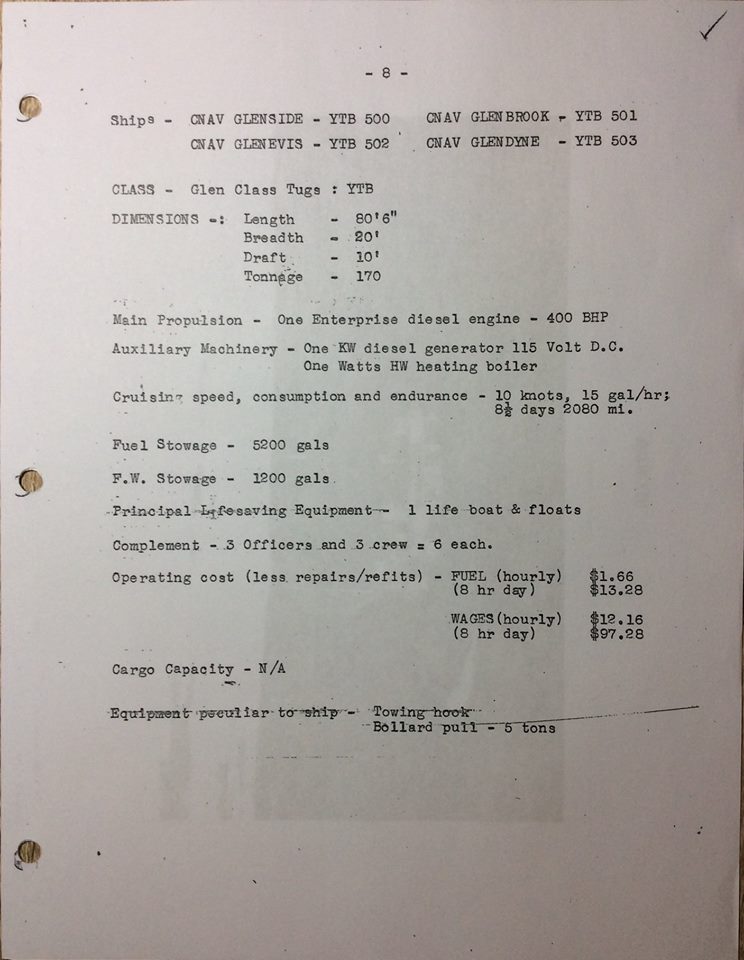 - 8 -
Ships - CNAV GLENSIDE - YTB 500 CNAV GLENBROOK - YTB 501
CNAV GLENEVIS - YTB 502 CNAV GLENDYNE - YTB 503
CLASS - Glen Class Tugs : YTB
DIMENSIONS -: Length - 80'6"
Breadth - 20'
Draft - 10'
Tonnage - 170
Main Propulsion - One Enterprise diesel engine - 400 BHP
Auxiliary Machinery - One KW diesel generator 115 Volt D.C.
One Watts HW heating boiler
Cruising speed, consumption and endurance - 10 knots, 15 gal/hr;
8½ days 2080 mi.
Fuel Stowage - 5200 gals
F.W. Stowage - 1200 gals.
Principal Lifesaving Equipment - 1 life boat & floats
Complement - 3 Officers and 3 crew = 6 each.
Operating cost (less repairs/refits) - FUEL (hourly) $1.66
(8 hr day) $13.28
WAGES (hourly) $12.16
(8 hr day) $97.28
Cargo Capacity - N/A
Equipment peculiar to ship - Towing hook
Bollard pull - 5 tons